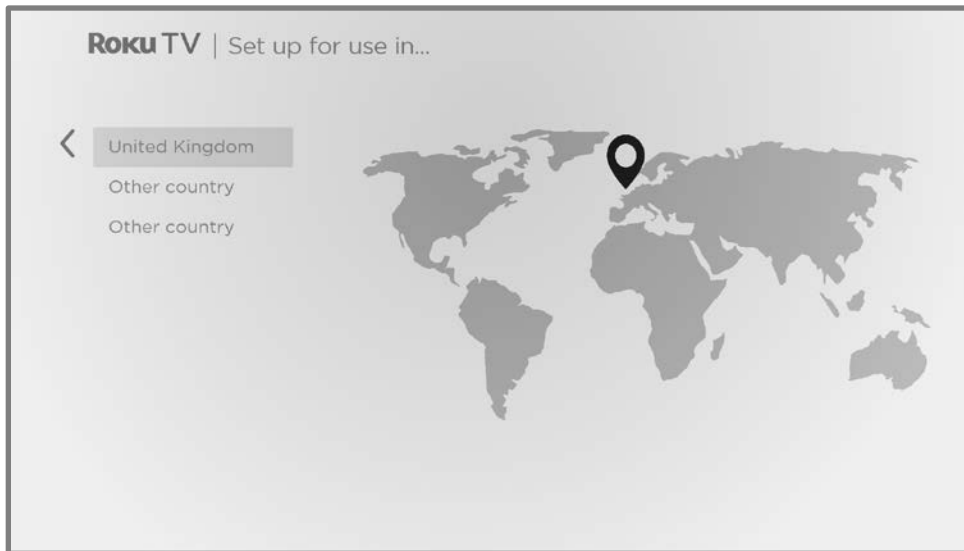 Roku TV | Set up for use in...
United Kingdom
Other country
Other country